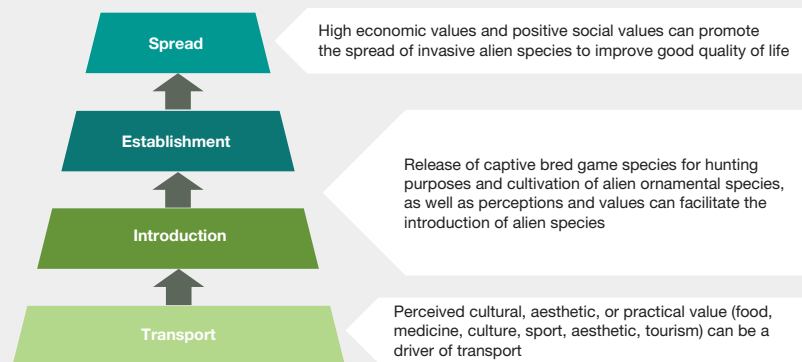 Spread
High economic values and positive social values can promote
the spread of invasive alien species to improve good quality of life
Establishment
Release of captive bred game species for hunting
purposes and cultivation of alien ornamental species,
as well as perceptions and values can facilitate the
introduction of alien species
Introduction
Transport
Perceived cultural, aesthetic, or practical value (food,
medicine, culture, sport, aesthetic, tourism) can be a
driver of transport